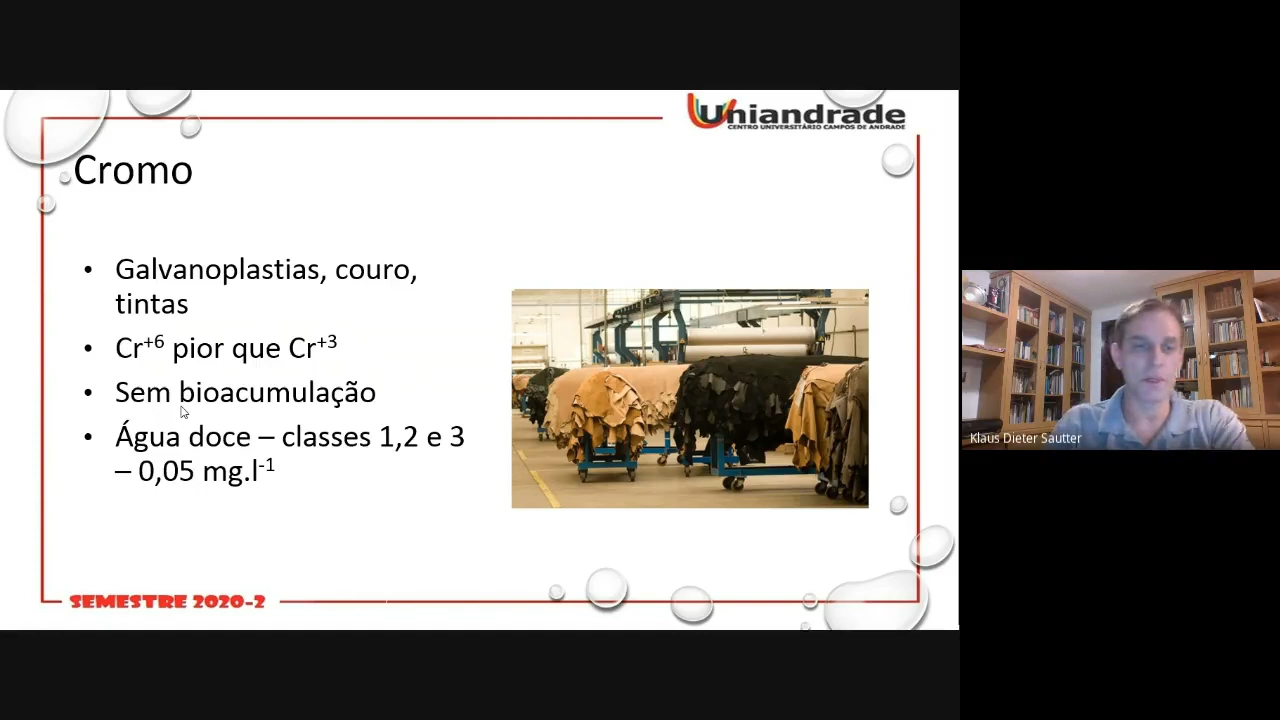 Uniandrade
CENTRO UNIVERSITÁRIO CAMPOS DE ANDRADE
Cromo
• Galvanoplastias, couro,
tintas
• Cr+6 pior que Cr+3
• Sem bioacumulação
• Água doce – classes 1,2 e 3
– 0,05 mg.l-1
Klaus Dieter Sautter
SEMESTRE 2020-2